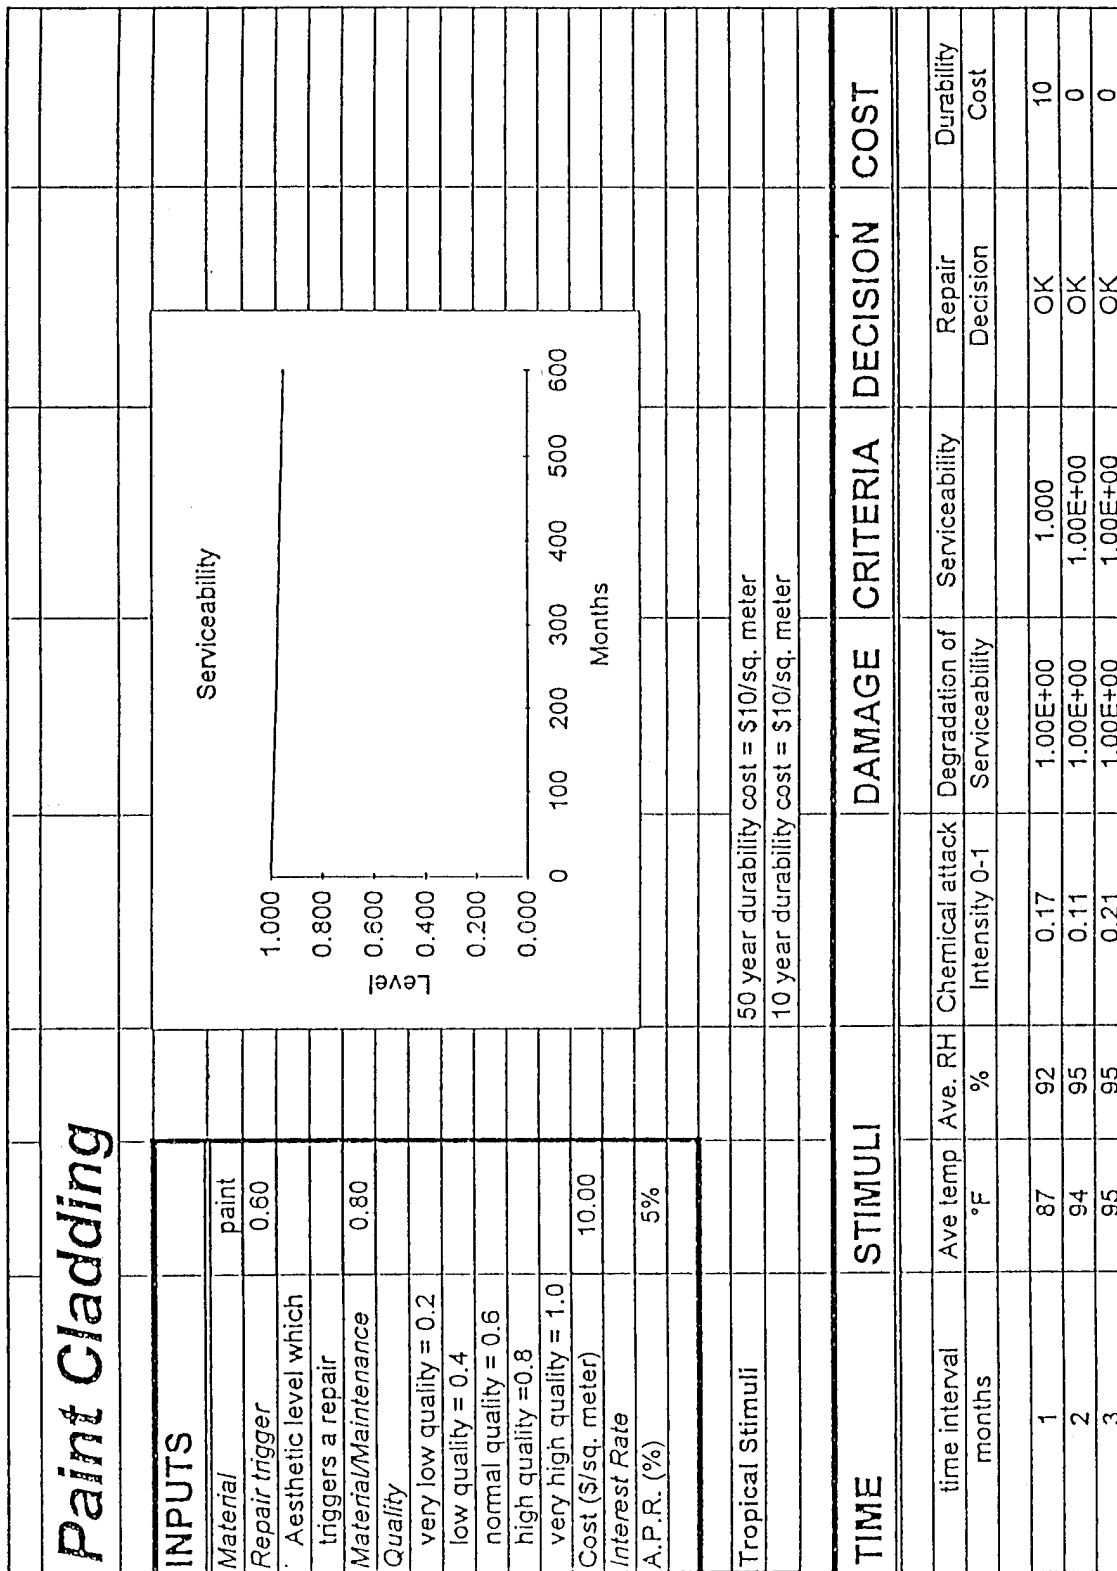 Paint Cladding
INPUTS
Material paint
Repair trigger 0.60
Aesthetic level which
triggers a repair
Material/Maintenance 0.80
Quality
very low quality = 0.2
low quality = 0.4
normal quality = 0.6
high quality =0.8
very high quality = 1.0
Cost ($/sq. meter) 10.00
Interest Rate
A.P.R. (%) 5%
Serviceability
Level
1.000
0.800
0.600
0.400
0.200
0.000
0 100 200 300 400 500 600
Months
Tropical Stimuli 50 year durability cost = $10/sq. meter
10 year durability cost = $10/sq. meter
TIME STIMULI DAMAGE CRITERIA DECISION COST
time interval Ave temp Ave. RH Chemical attack Degradation of Serviceability Repair Durability
months °F % Intensity 0-1 Serviceability Decision Cost
1 87 92 0.17 1.00E+00 1.000 OK 10
2 94 95 0.11 1.00E+00 1.00E+00 OK 0
3 95 95 0.21 1.00E+00 1.00E+00 OK 0